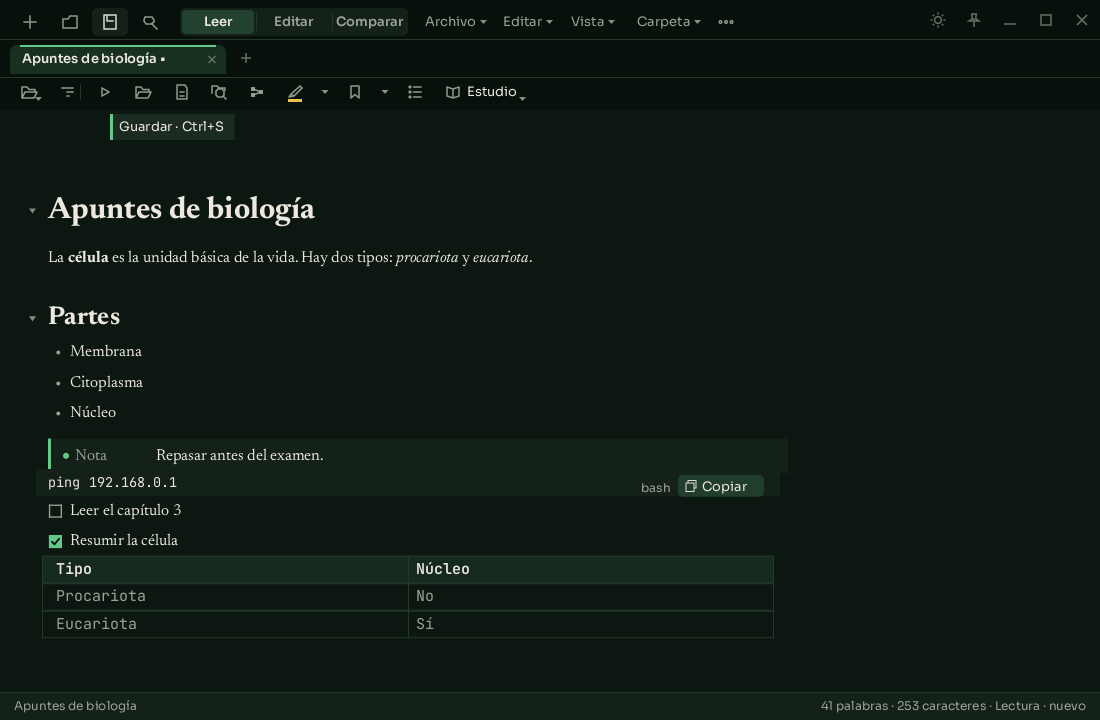 Leer Editar Comparar Archivo Editar Vista Carpeta
Apuntes de biología
Estudio
Guardar · Ctrl+S
Apuntes de biología
La célula es la unidad básica de la vida. Hay dos tipos: procariota y eucariota.
Partes
• Membrana
• Citoplasma
• Núcleo
Nota Repasar antes del examen.
ping 192.168.0.1 bash Copiar
Leer el capítulo 3
Resumir la célula
Tipo Núcleo
Procariota No
Eucariota Sí
Apuntes de biología 41 palabras · 253 caracteres · Lectura · nuevo